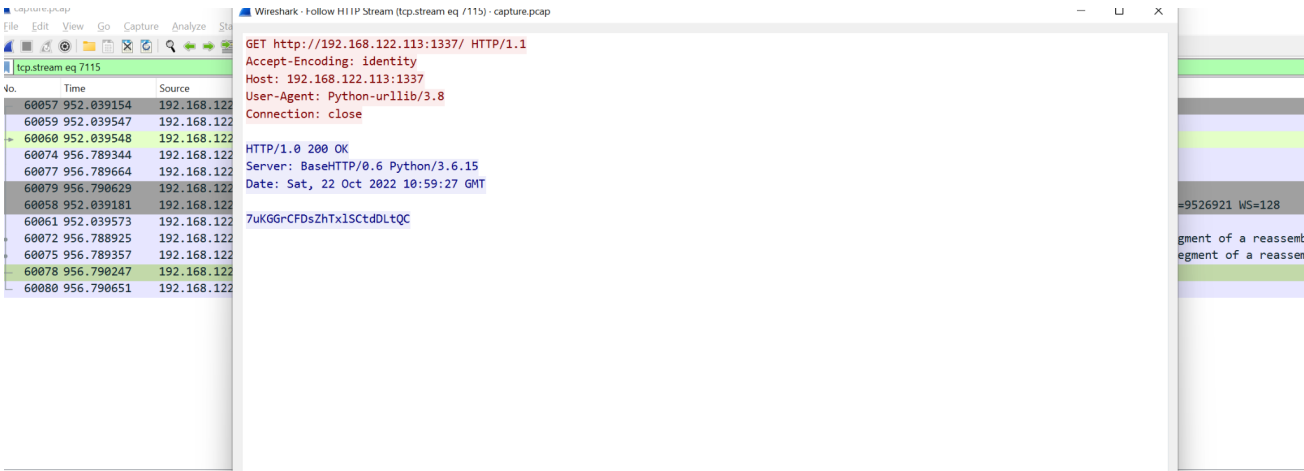 capture.pcap
File Edit View Go Capture Analyze Sta
tcp.stream eq 7115
No. Time Source
60057 952.039154 192.168.122
60059 952.039547 192.168.122
60060 952.039548 192.168.122
60074 956.789344 192.168.122
60077 956.789664 192.168.122
60079 956.790629 192.168.122
60058 952.039181 192.168.122
60061 952.039573 192.168.122
60072 956.788925 192.168.122
60075 956.789357 192.168.122
60078 956.790247 192.168.122
60080 956.790651 192.168.122
Wireshark · Follow HTTP Stream (tcp.stream eq 7115) · capture.pcap
GET http://192.168.122.113:1337/ HTTP/1.1
Accept-Encoding: identity
Host: 192.168.122.113:1337
User-Agent: Python-urllib/3.8
Connection: close
HTTP/1.0 200 OK
Server: BaseHTTP/0.6 Python/3.6.15
Date: Sat, 22 Oct 2022 10:59:27 GMT
7uKGGrCFDsZhTxlSCtdDLtQC
=9526921 WS=128
gment of a reassemb
egment of a reassem